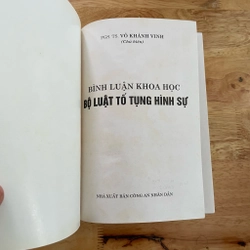 PGS. TS. VÕ KHÁNH VINH
(Chủ biên)
BÌNH LUẬN KHOA HỌC
BỘ LUẬT TỐ TỤNG HÌNH SỰ
NHÀ XUẤT BẢN CÔNG AN NHÂN DÂN